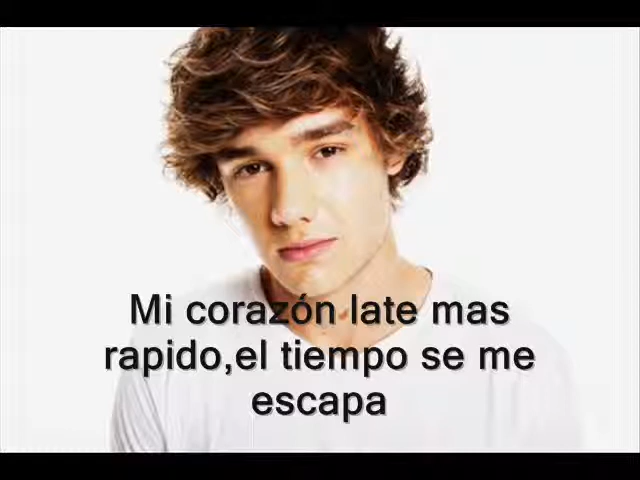 Mi corazón late mas
rapido,el tiempo se me
escapa